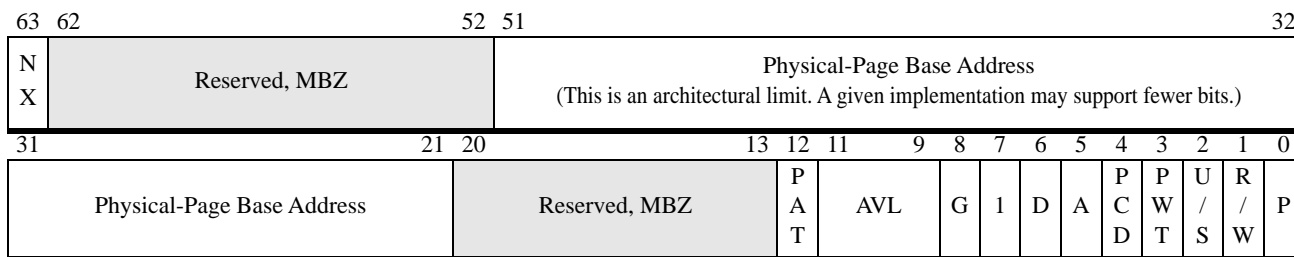 63 62 52 51 32
N
X
Reserved, MBZ
Physical-Page Base Address
(This is an architectural limit. A given implementation may support fewer bits.)
31 21 20 13 12 11 9 8 7 6 5 4 3 2 1 0
Physical-Page Base Address
Reserved, MBZ
P
A
T
AVL
G
1
D
A
P
C
D
P
W
T
U
/
S
R
/
W
P